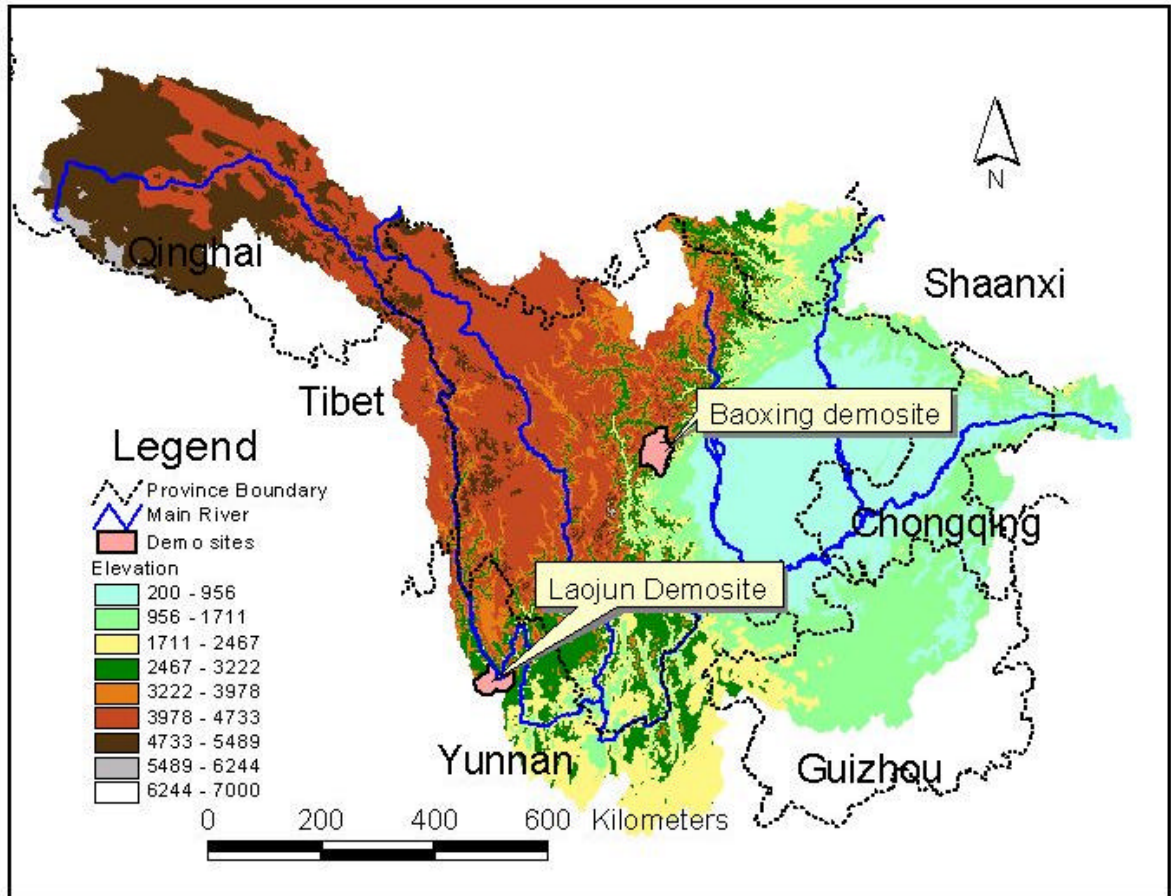 N
Qinghai
Shaanxi
Tibet
Baoxing demosite
Legend
Province Boundary
Main River
Demo sites
Elevation
200 - 956
956 - 1711
1711 - 2467
2467 - 3222
3222 - 3978
3978 - 4733
4733 - 5489
5489 - 6244
6244 - 7000
Chongqing
Laojun Demosite
Yunnan
Guizhou
0 200 400 600 Kilometers